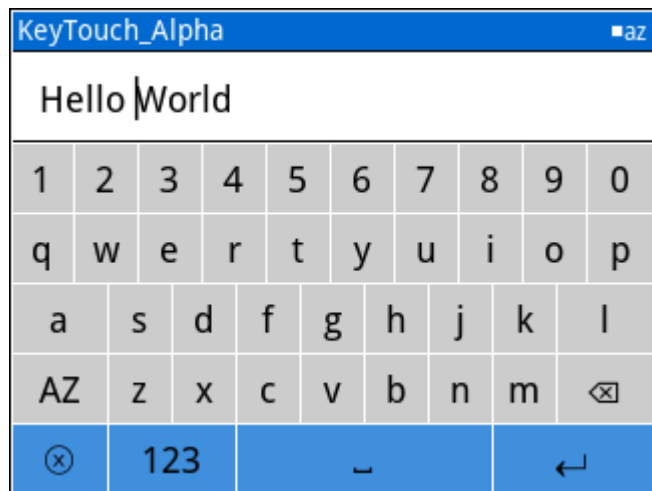 KeyTouch_Alpha ■az
Hello World
1 2 3 4 5 6 7 8 9 0
q w e r t y u i o p
a s d f g h j k l
AZ z x c v b n m ⌫
ⓧ 123 ⎵ ↵